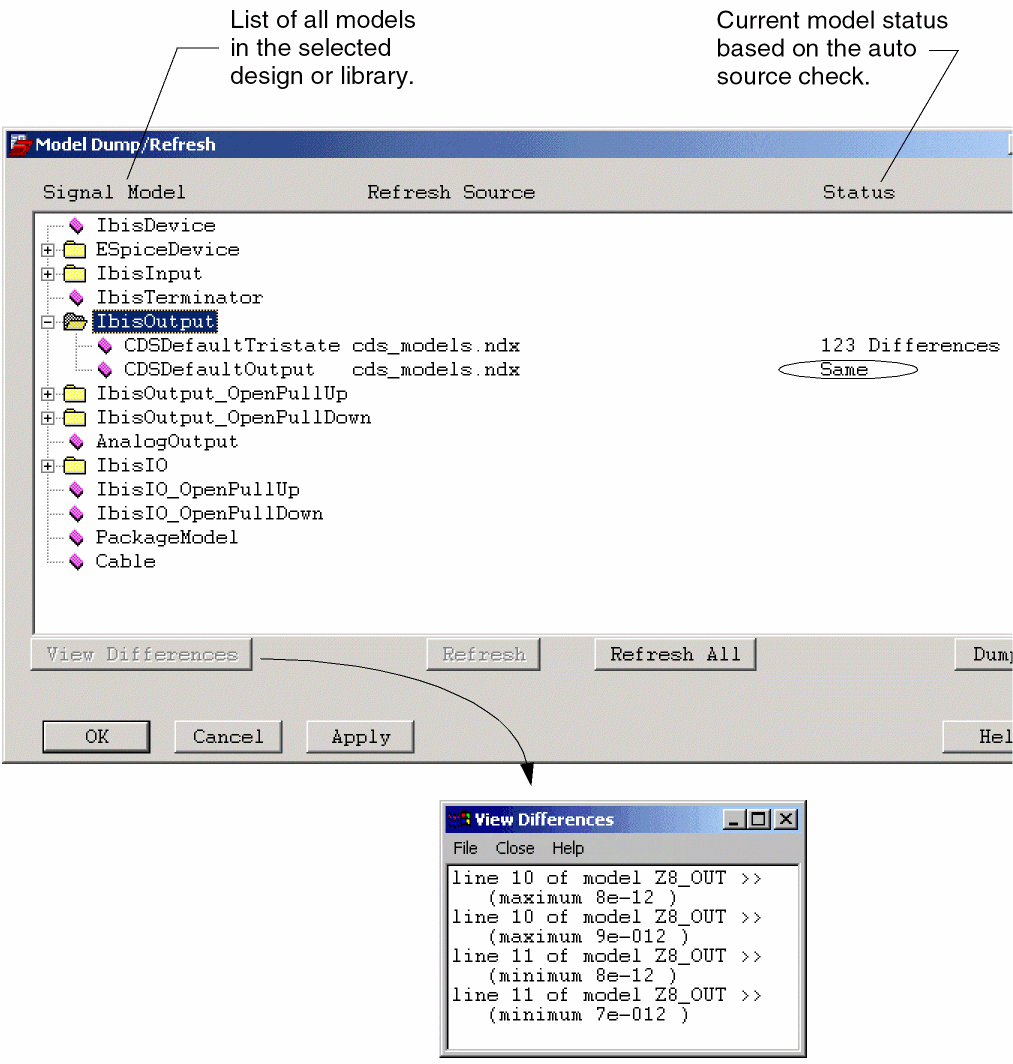 List of all models
in the selected
design or library.
Current model status
based on the auto
source check.
Model Dump/Refresh
Signal Model Refresh Source Status
IbisDevice
ESpiceDevice
IbisInput
IbisTerminator
IbisOutput
CDSDefaultTristate cds_models.ndx 123 Differences
CDSDefaultOutput cds_models.ndx Same
IbisOutput_OpenPullUp
IbisOutput_OpenPullDown
AnalogOutput
IbisIO
IbisIO_OpenPullUp
IbisIO_OpenPullDown
PackageModel
Cable
View Differences Refresh Refresh All Dump
OK Cancel Apply Hel
View Differences
File Close Help
line 10 of model Z8_OUT >>
(maximum 8e-12 )
line 10 of model Z8_OUT >>
(maximum 9e-012 )
line 11 of model Z8_OUT >>
(minimum 8e-12 )
line 11 of model Z8_OUT >>
(minimum 7e-012 )